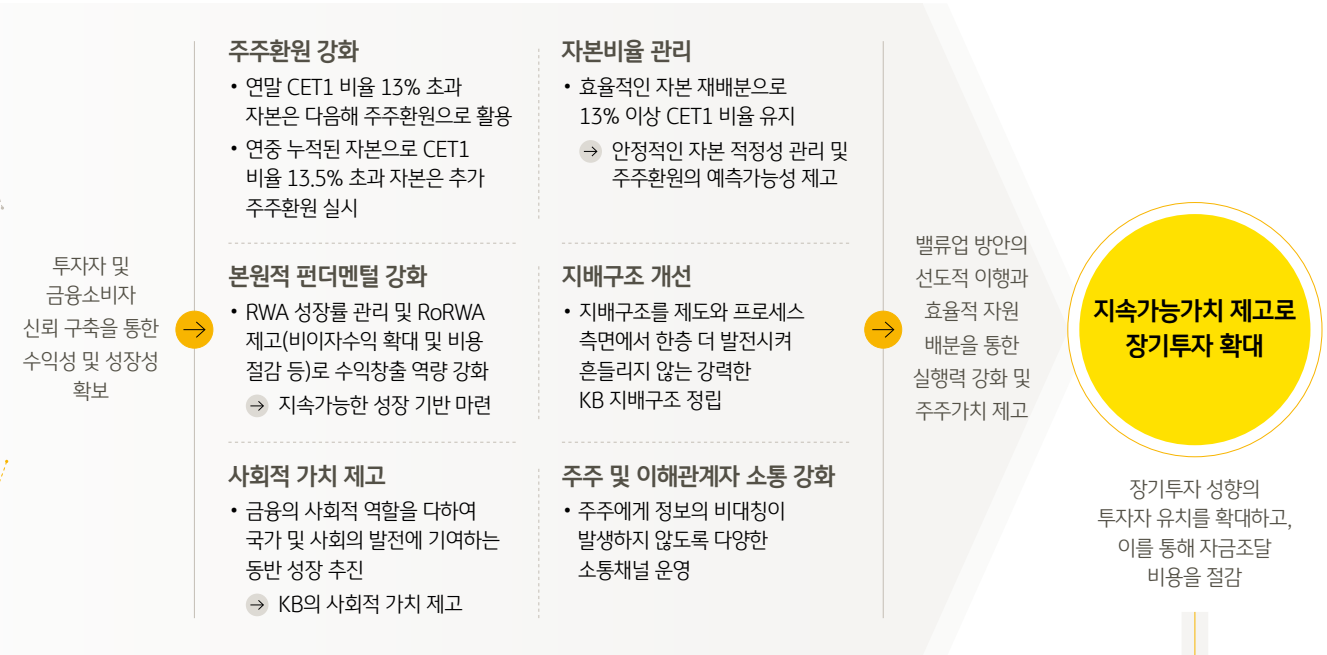 투자자 및
금융소비자
신뢰 구축을 통한
수익성 및 성장성
확보
→
주주환원 강화
• 연말 CET1 비율 13% 초과
자본은 다음해 주주환원으로 활용
• 연중 누적된 자본으로 CET1
비율 13.5% 초과 자본은 추가
주주환원 실시
자본비율 관리
• 효율적인 자본 재배분으로
13% 이상 CET1 비율 유지
→ 안정적인 자본 적정성 관리 및
주주환원의 예측가능성 제고
본원적 펀더멘털 강화
• RWA 성장률 관리 및 RoRWA
제고(비이자수익 확대 및 비용
절감 등)로 수익창출 역량 강화
→ 지속가능한 성장 기반 마련
지배구조 개선
• 지배구조를 제도와 프로세스
측면에서 한층 더 발전시켜
흔들리지 않는 강력한
KB 지배구조 정립
사회적 가치 제고
• 금융의 사회적 역할을 다하여
국가 및 사회의 발전에 기여하는
동반 성장 추진
→ KB의 사회적 가치 제고
주주 및 이해관계자 소통 강화
• 주주에게 정보의 비대칭이
발생하지 않도록 다양한
소통채널 운영
→
밸류업 방안의
선도적 이행과
효율적 자원
배분을 통한
실행력 강화 및
주주가치 제고
지속가능가치 제고로
장기투자 확대
장기투자 성향의
투자자 유치를 확대하고,
이를 통해 자금조달
비용을 절감